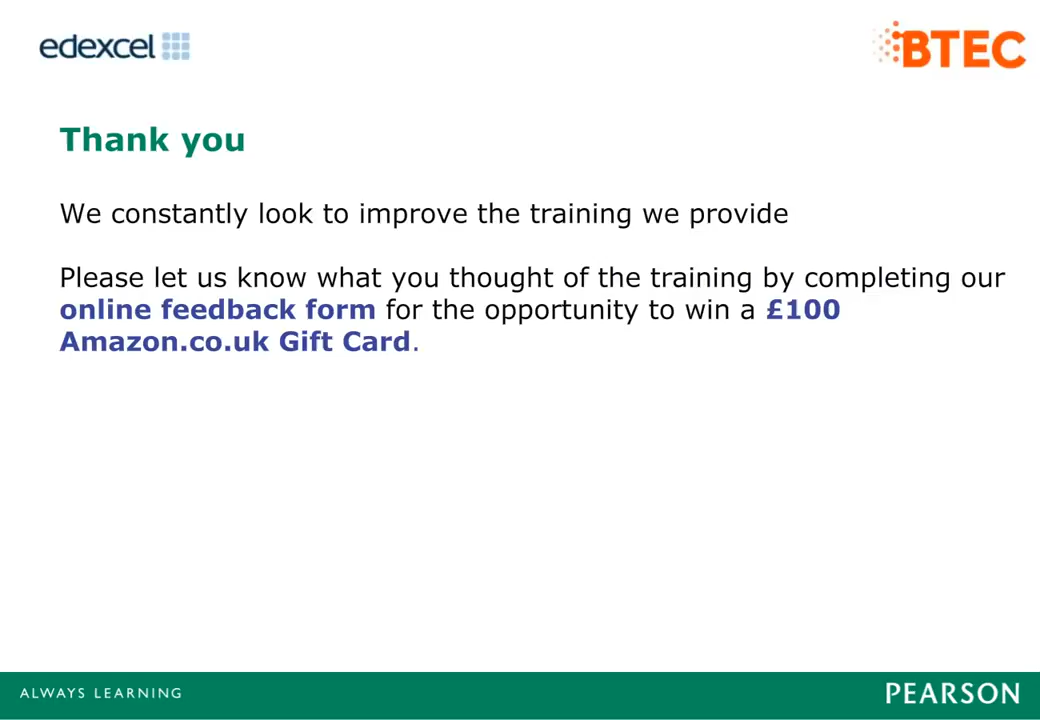 edexcel
BTEC
Thank you
We constantly look to improve the training we provide
Please let us know what you thought of the training by completing our
online feedback form for the opportunity to win a £100
Amazon.co.uk Gift Card.
ALWAYS LEARNING
PEARSON